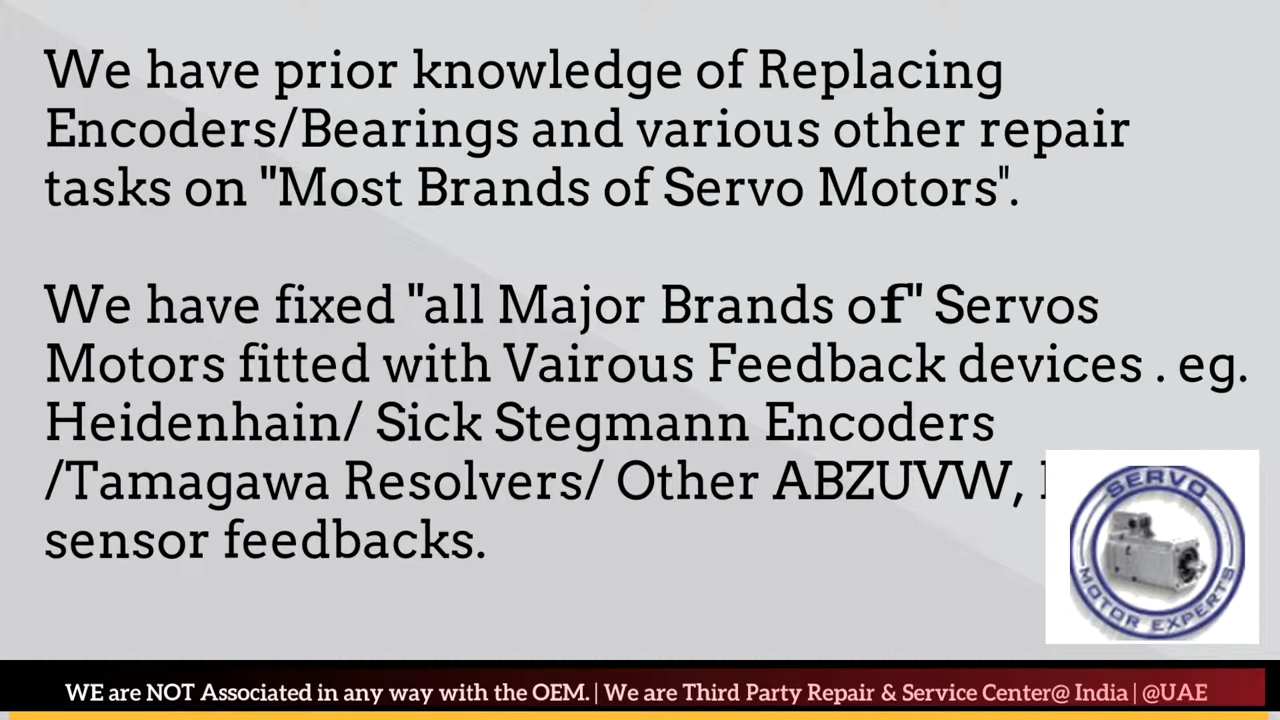 We have prior knowledge of Replacing
Encoders/Bearings and various other repair
tasks on "Most Brands of Servo Motors".
We have fixed "all Major Brands of" Servos
Motors fitted with Vairous Feedback devices . eg.
Heidenhain/ Sick Stegmann Encoders
/Tamagawa Resolvers/ Other ABZUVW,
sensor feedbacks.
SERVO
MOTOR EXPERTS
WE are NOT Associated in any way with the OEM. | We are Third Party Repair & Service Center@ India | @UAE